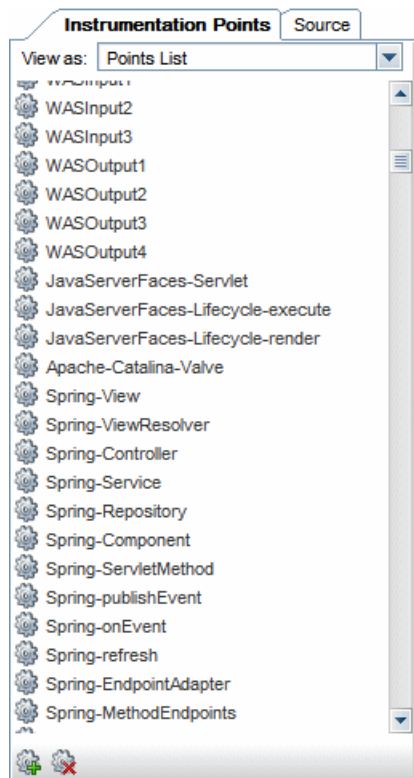 Instrumentation Points Source
View as: Points List
WASInput1
WASInput2
WASInput3
WASOutput1
WASOutput2
WASOutput3
WASOutput4
JavaServerFaces-Servlet
JavaServerFaces-Lifecycle-execute
JavaServerFaces-Lifecycle-render
Apache-Catalina-Valve
Spring-View
Spring-ViewResolver
Spring-Controller
Spring-Service
Spring-Repository
Spring-Component
Spring-ServletMethod
Spring-publishEvent
Spring-onEvent
Spring-refresh
Spring-EndpointAdapter
Spring-MethodEndpoints